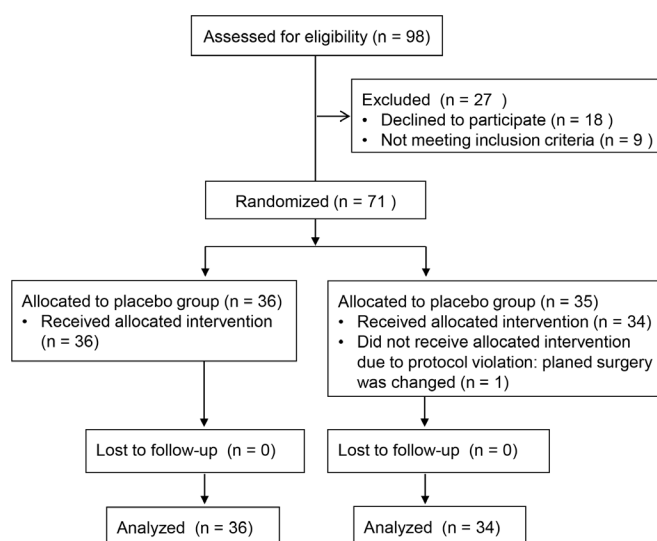 Assessed for eligibility (n = 98)
Excluded (n = 27 )
• Declined to participate (n = 18 )
• Not meeting inclusion criteria (n = 9 )
Randomized (n = 71 )
Allocated to placebo group (n = 36)
• Received allocated intervention
(n = 36)
Allocated to placebo group (n = 35)
• Received allocated intervention (n = 34)
• Did not receive allocated intervention
due to protocol violation: planed surgery
was changed (n = 1)
Lost to follow-up (n = 0)
Lost to follow-up (n = 0)
Analyzed (n = 36)
Analyzed (n = 34)